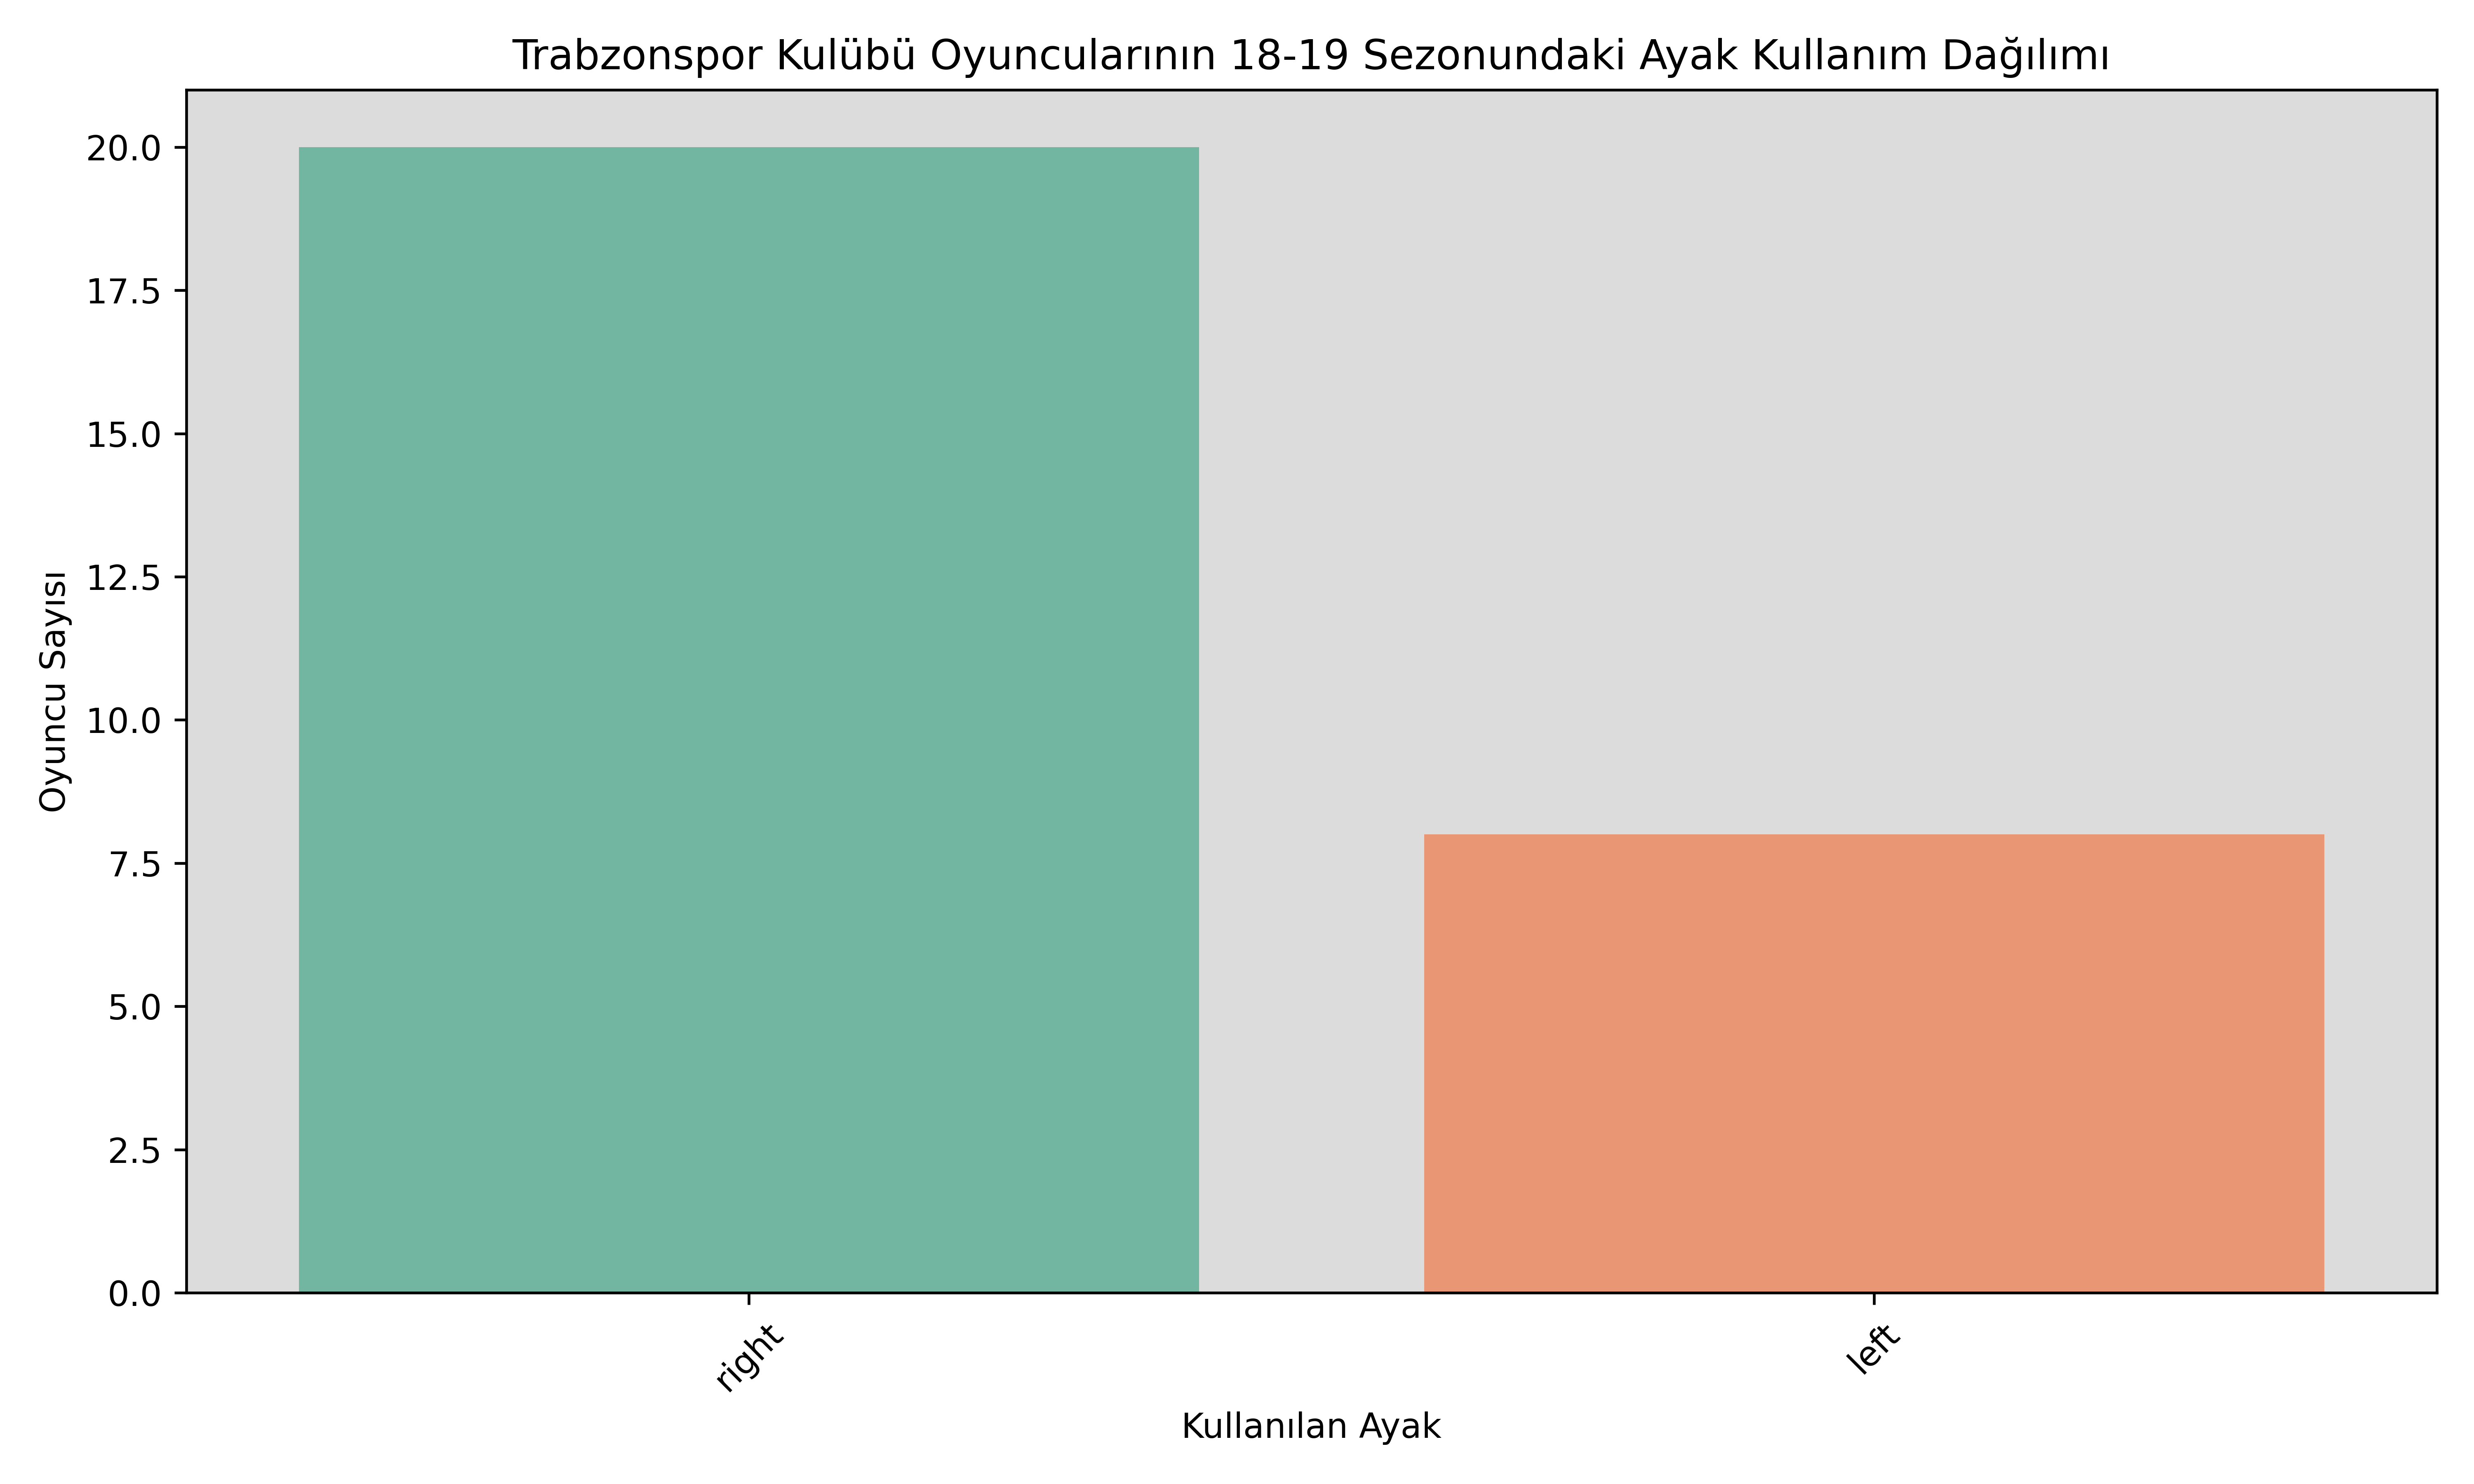 Trabzonspor Kulübü Oyuncularının 18-19 Sezonundaki Ayak Kullanım Dağılımı
Oyuncu Sayısı
20.0
17.5
15.0
12.5
10.0
7.5
5.0
2.5
0.0
right
left
Kullanılan Ayak